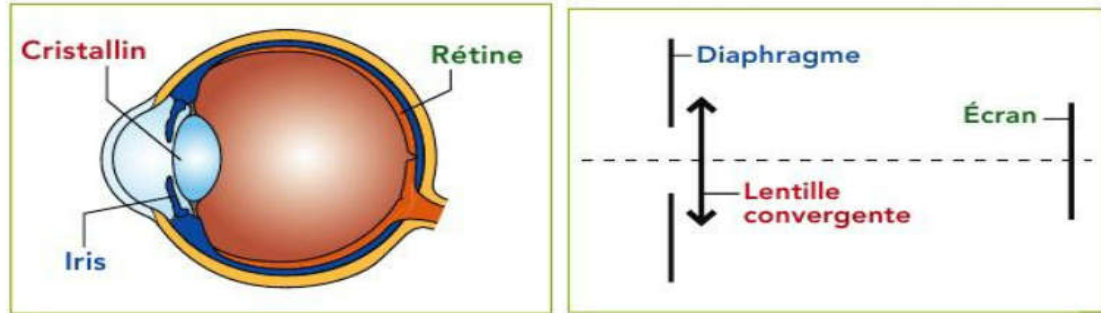 Cristallin
Rétine
Iris
Diaphragme
Écran
Lentille
convergente